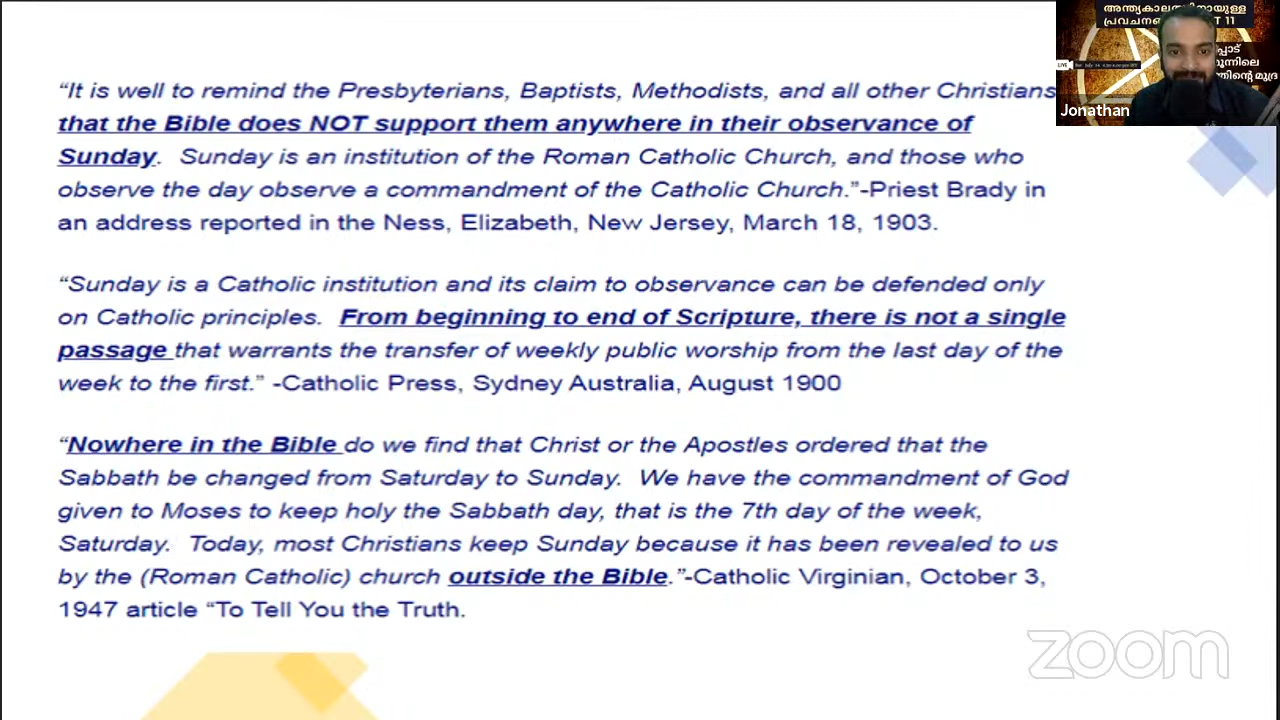 “It is well to remind the Presbyterians, Baptists, Methodists, and all other Christians
that the Bible does NOT support them anywhere in their observance of
Sunday. Sunday is an institution of the Roman Catholic Church, and those who
observe the day observe a commandment of the Catholic Church.”-Priest Brady in
an address reported in the Ness, Elizabeth, New Jersey, March 18, 1903.
“Sunday is a Catholic institution and its claim to observance can be defended only
on Catholic principles. From beginning to end of Scripture, there is not a single
passage that warrants the transfer of weekly public worship from the last day of the
week to the first.” -Catholic Press, Sydney Australia, August 1900
“Nowhere in the Bible do we find that Christ or the Apostles ordered that the
Sabbath be changed from Saturday to Sunday. We have the commandment of God
given to Moses to keep holy the Sabbath day, that is the 7th day of the week,
Saturday. Today, most Christians keep Sunday because it has been revealed to us
by the (Roman Catholic) church outside the Bible.”-Catholic Virginian, October 3,
1947 article “To Tell You the Truth.
T 11
LIVE
Jonathan
zoom